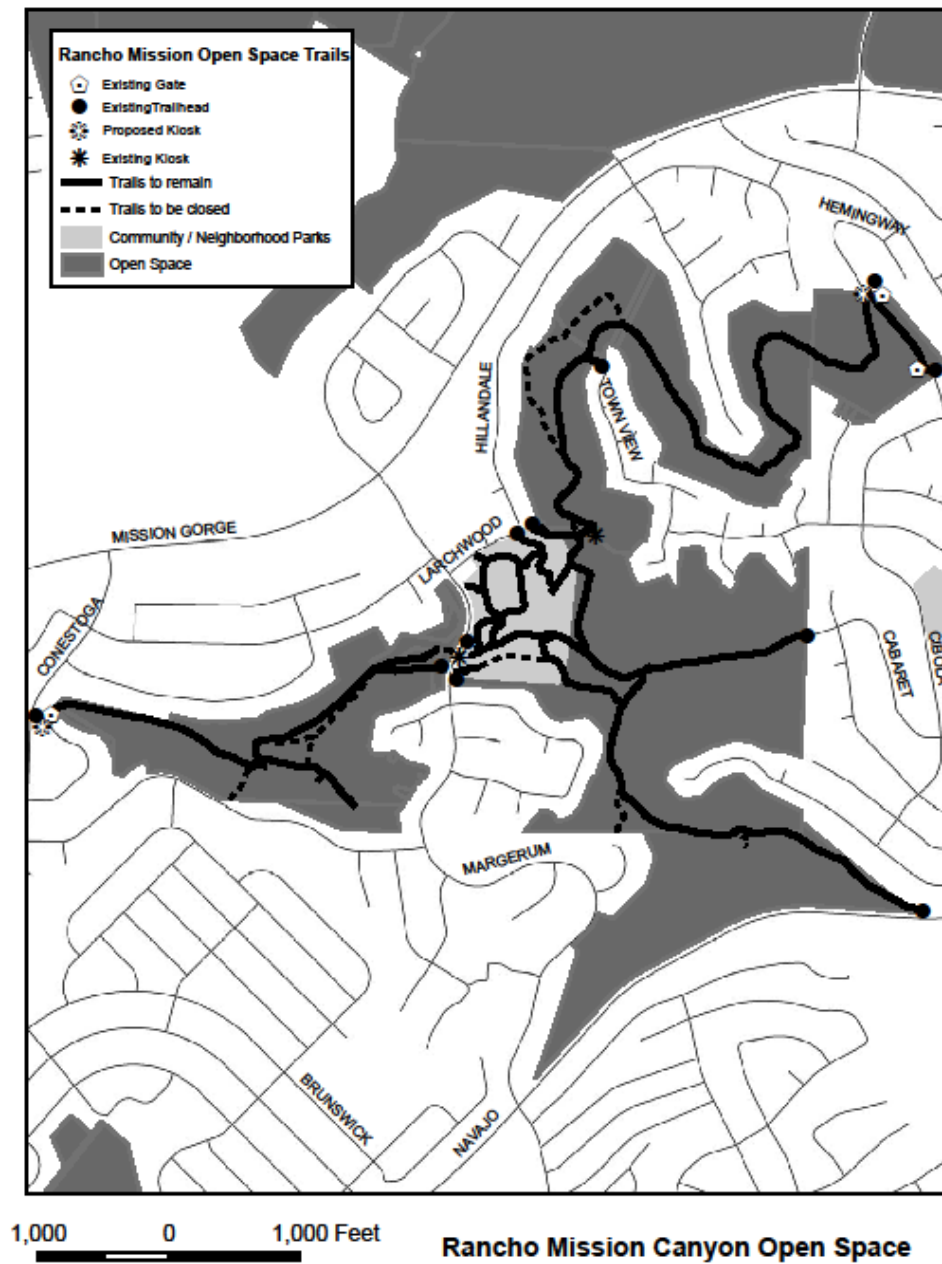 Rancho Mission Open Space Trails
Existing Gate
ExistingTrailhead
Proposed Kiosk
Existing Kiosk
Trails to remain
Trails to be closed
Community / Neighborhood Parks
Open Space
HEMINGWAY
HILLANDALE
TOWN VIEW
MISSION GORGE
LARCHWOOD
CONESTOGA
CABARET
CIBOLA
MARGERUM
BRUNSWICK
NAVAJO
1,000 0 1,000 Feet
Rancho Mission Canyon Open Space